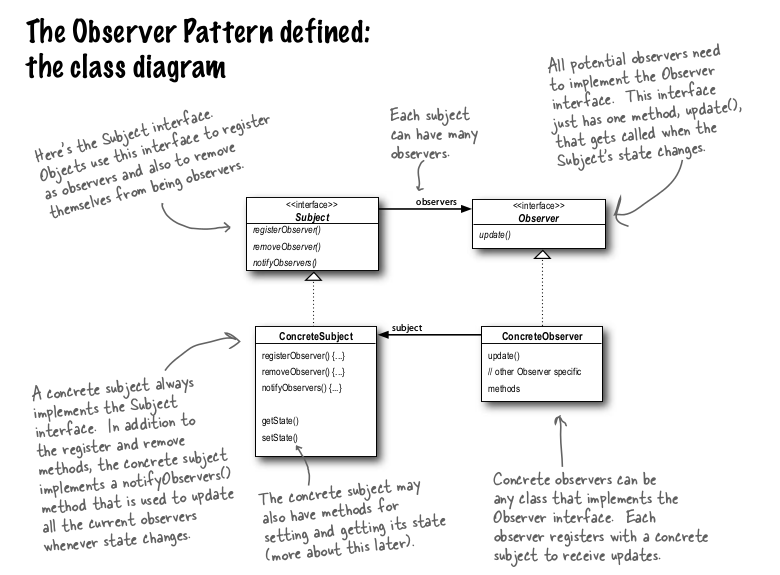 The Observer Pattern defined:
the class diagram
Here's the Subject interface.
Objects use this interface to register
as observers and also to remove
themselves from being observers.
Each subject
can have many
observers.
All potential observers need
to implement the Observer
interface. This interface
just has one method, update(),
that gets called when the
Subject's state changes.
<<interface>>
Subject
registerObserver()
removeObserver()
notifyObservers()
observers
<<interface>>
Observer
update()
ConcreteSubject
registerObserver() {...}
removeObserver() {...}
notifyObservers() {...}
getState()
setState()
subject
ConcreteObserver
update()
// other Observer specific
methods
A concrete subject always
implements the Subject
interface. In addition to
the register and remove
methods, the concrete subject
implements a notifyObservers()
method that is used to update
all the current observers
whenever state changes.
The concrete subject may
also have methods for
setting and getting its state
(more about this later).
Concrete observers can be
any class that implements the
Observer interface. Each
observer registers with a concrete
subject to receive updates.